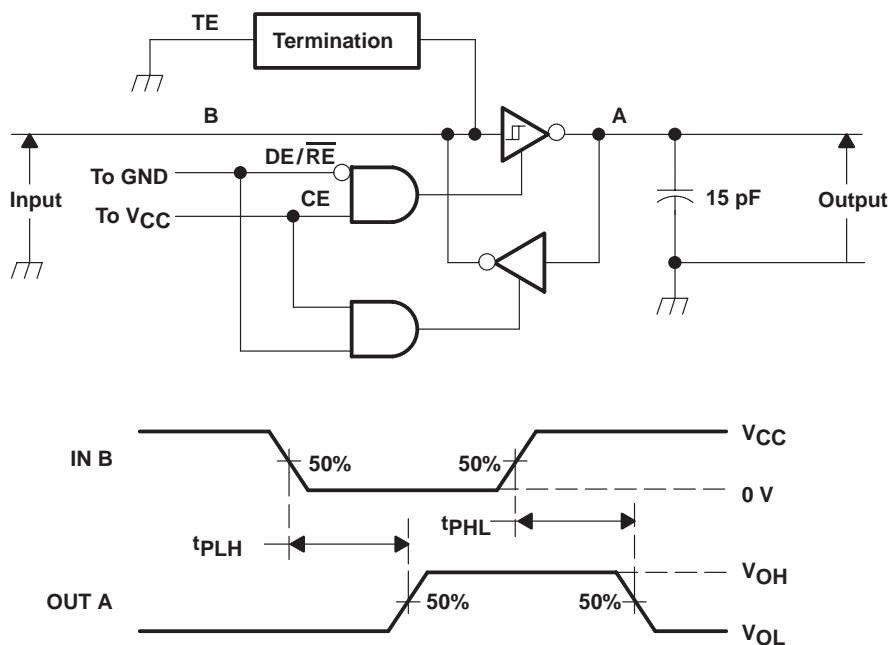 TE
Termination
B
A
DE/R̅E̅
To GND
CE
15 pF
Input
Output
To VCC
VCC
IN B
50%
50%
0 V
tPHL
tPLH
VOH
OUT A
50%
50%
VOL